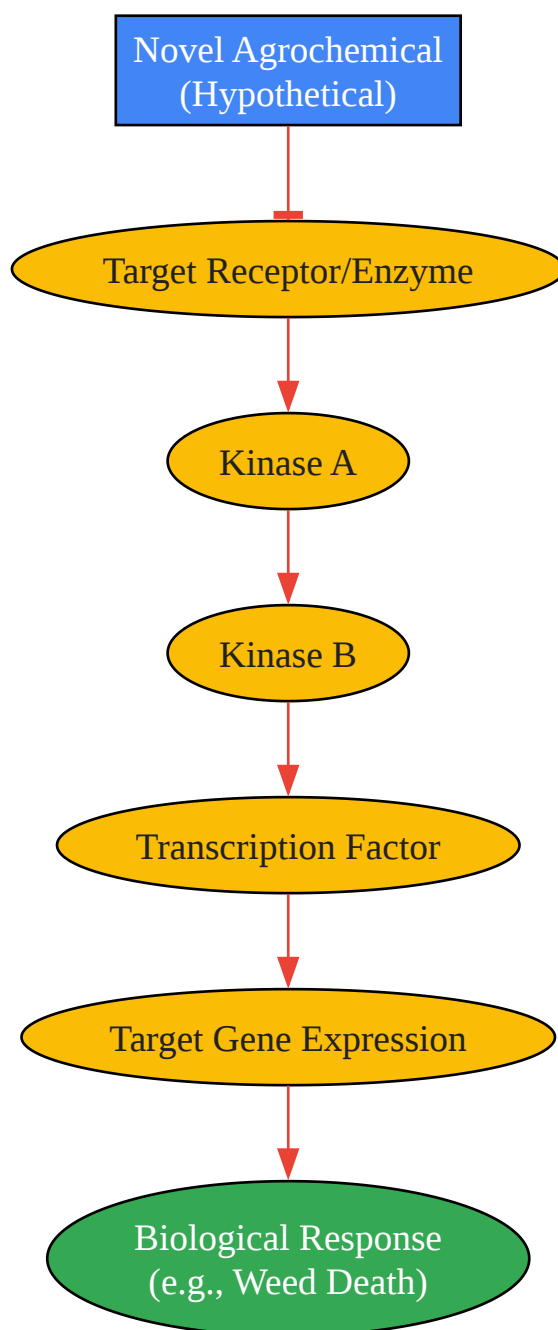 Novel Agrochemical
(Hypothetical)
Target Receptor/Enzyme
Kinase A
Kinase B
Transcription Factor
Target Gene Expression
Biological Response
(e.g., Weed Death)